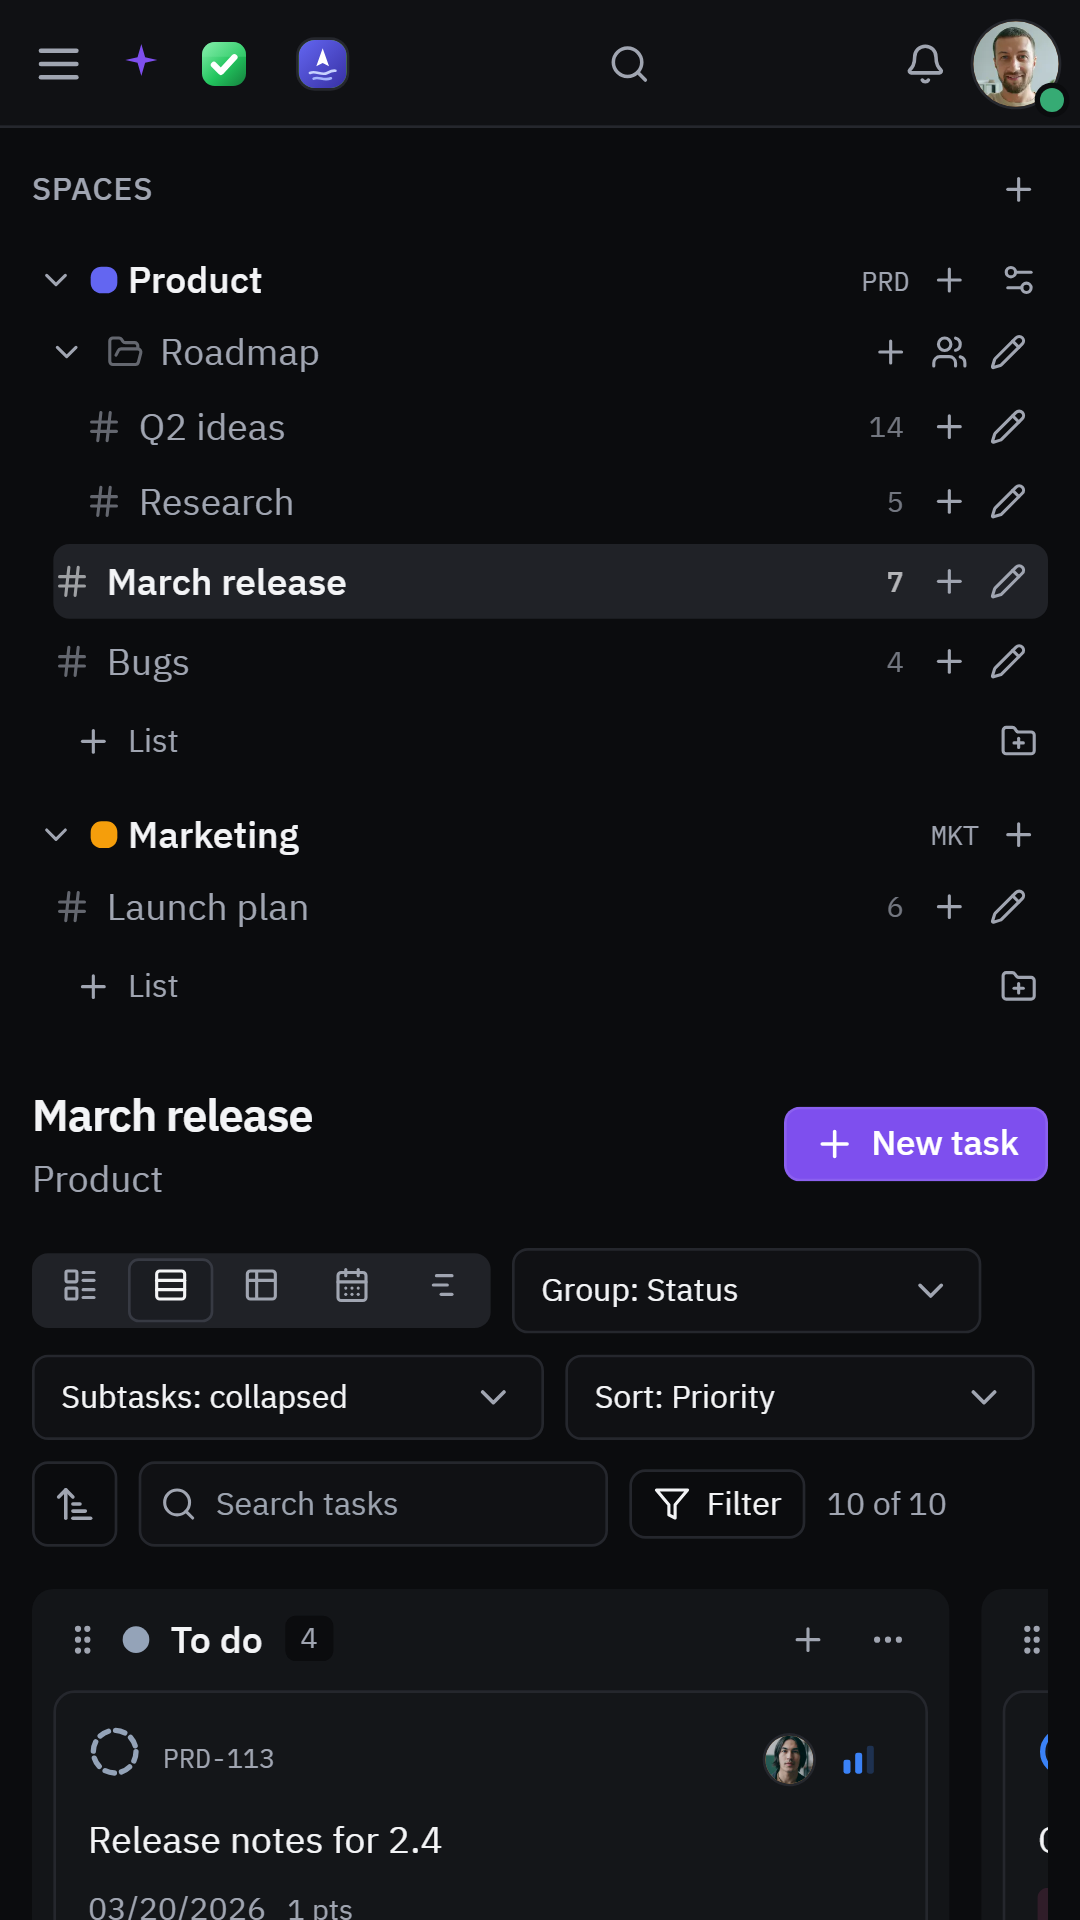 SPACES
Product PRD
Roadmap
Q2 ideas 14
Research 5
March release 7
Bugs 4
List
Marketing MKT
Launch plan 6
List
March release
New task
Product
Group: Status
Subtasks: collapsed Sort: Priority
Search tasks Filter 10 of 10
To do 4
PRD-113
Release notes for 2.4
03/20/2026 1 pts